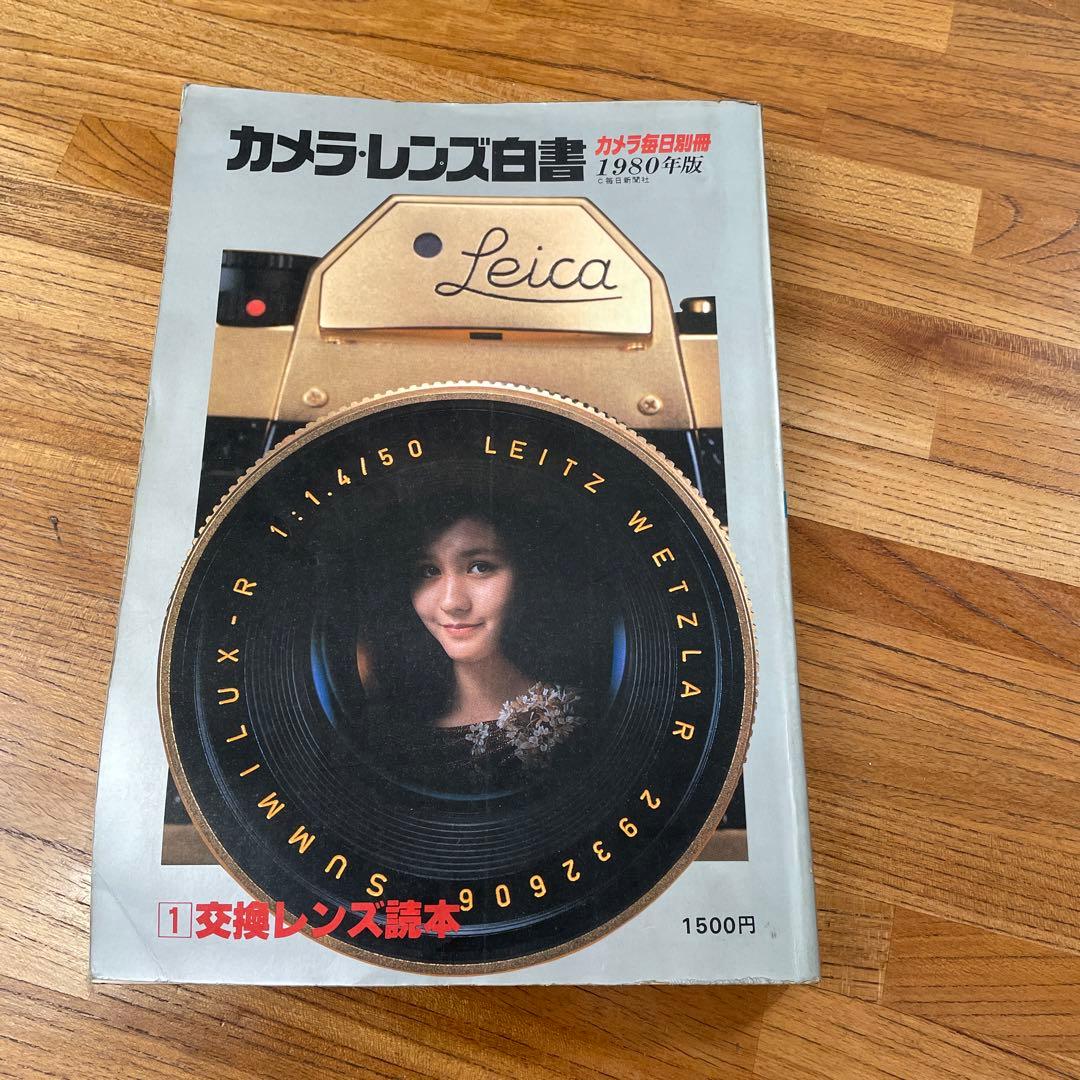 カメラ・レンズ白書
カメラ毎日別冊
1980年版
C毎日新聞社
Leica
SUMMILUX-R 1:1.4/50 LEITZ WETZLAR 2932606
1 交換レンズ読本
1500円